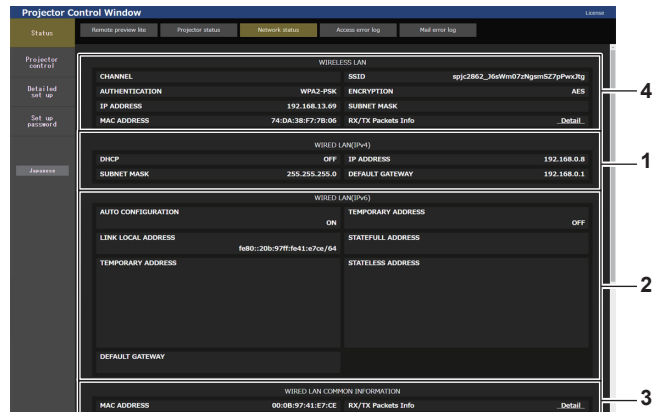 Projector Control Window
License
Status
Remote preview lite
Projector status
Network status
Access error log
Mail error log
Projector
control
Detailed
set up
Set up
password
Japanese
WIRELESS LAN
CHANNEL
SSID spjc2862_J6sWm07zNgsmSZ7pPwxJtg
AUTHENTICATION WPA2-PSK ENCRYPTION AES
IP ADDRESS 192.168.13.69 SUBNET MASK
MAC ADDRESS 74:DA:38:F7:7B:06 RX/TX Packets Info _Detail_
4
WIRED LAN(IPv4)
DHCP OFF IP ADDRESS 192.168.0.8
SUBNET MASK 255.255.255.0 DEFAULT GATEWAY 192.168.0.1
1
WIRED LAN(IPv6)
AUTO CONFIGURATION ON TEMPORARY ADDRESS OFF
LINK LOCAL ADDRESS fe80::20b:97ff:fe41:e7ce/64 STATEFULL ADDRESS
TEMPORARY ADDRESS STATELESS ADDRESS
DEFAULT GATEWAY
2
WIRED LAN COMMON INFORMATION
MAC ADDRESS 00:0B:97:41:E7:CE RX/TX Packets Info _Detail_
3